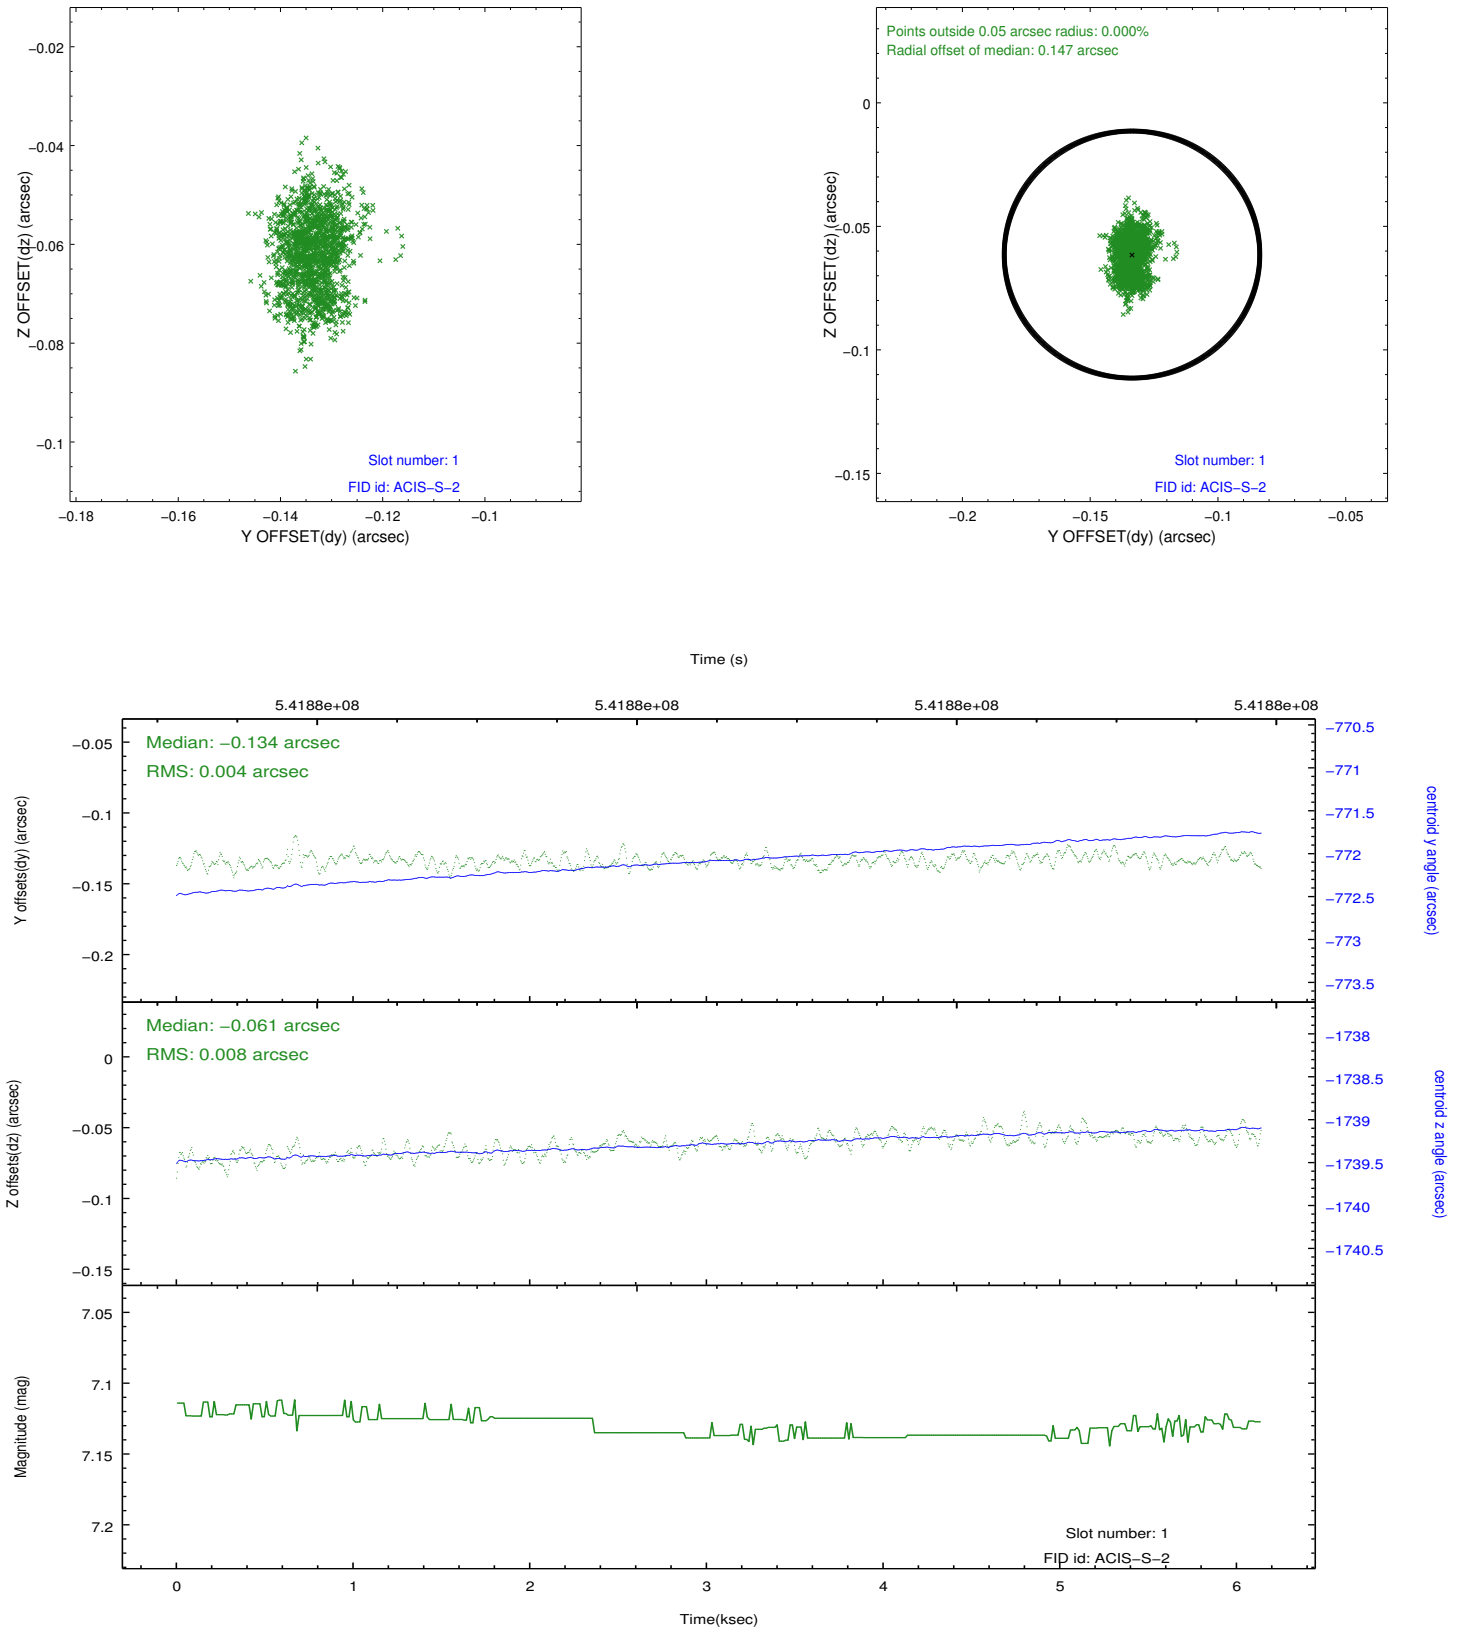 −0.02
−0.04
−0.06
−0.08
−0.1
Z OFFSET(dz) (arcsec)
Slot number: 1
FID id: ACIS−S−2
−0.18
−0.16
−0.14
−0.12
−0.1
Y OFFSET(dy) (arcsec)
Points outside 0.05 arcsec radius: 0.000%
Radial offset of median: 0.147 arcsec
0
−0.05
−0.1
−0.15
Z OFFSET(dz) (arcsec)
Slot number: 1
FID id: ACIS−S−2
−0.2
−0.15
−0.1
−0.05
Y OFFSET(dy) (arcsec)
Time (s)
5.4188e+08
5.4188e+08
5.4188e+08
5.4188e+08
Median: −0.134 arcsec
RMS: 0.004 arcsec
−0.05
−0.1
−0.15
−0.2
Y offsets(dy) (arcsec)
−770.5
−771
−771.5
−772
−772.5
−773
−773.5
centroid y angle (arcsec)
Median: −0.061 arcsec
RMS: 0.008 arcsec
0
−0.05
−0.1
−0.15
Z offsets(dz) (arcsec)
−1738
−1738.5
−1739
−1739.5
−1740
−1740.5
centroid z angle (arcsec)
7.05
7.1
7.15
7.2
Magnitude (mag)
Slot number: 1
FID id: ACIS−S−2
0
1
2
3
4
5
6
Time(ksec)